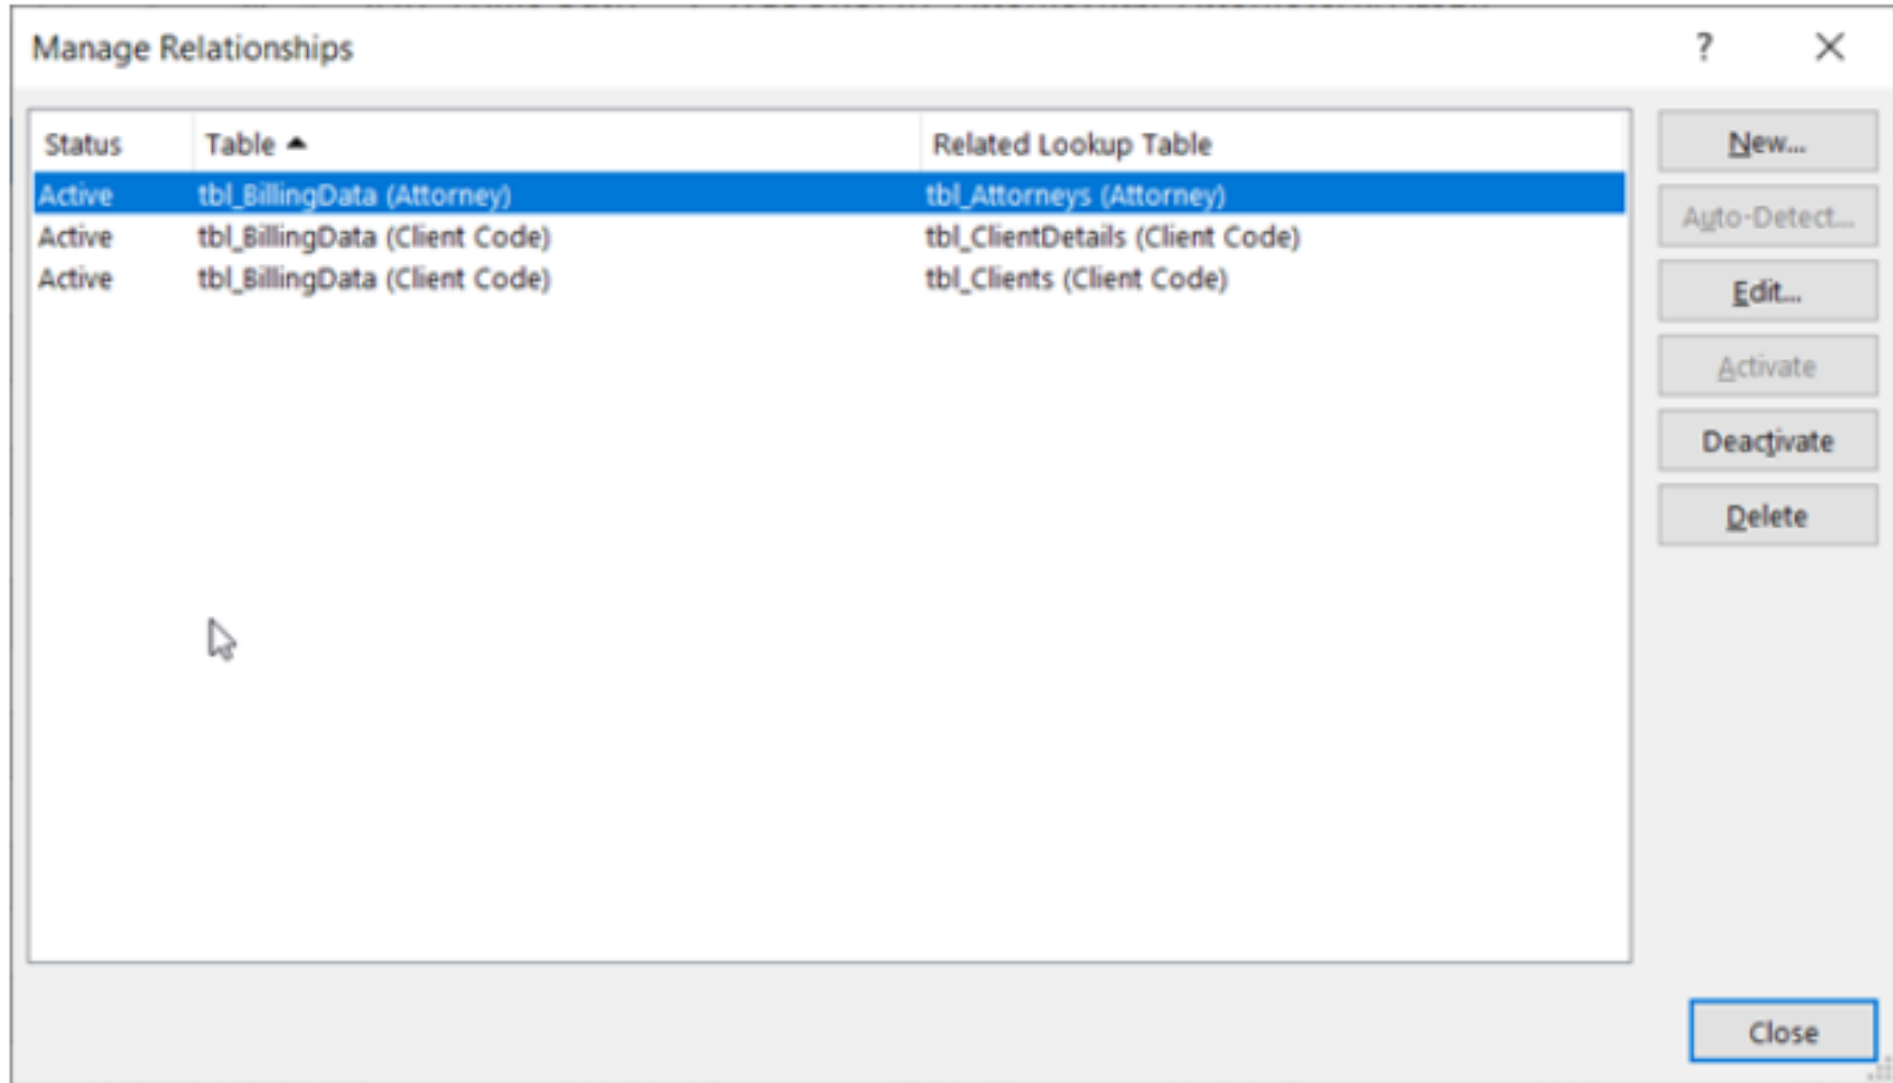 Manage Relationships ?
Status Table Related Lookup Table
Active tbl_BillingData (Attorney) tbl_Attorneys (Attorney)
Active tbl_BillingData (Client Code) tbl_ClientDetails (Client Code)
Active tbl_BillingData (Client Code) tbl_Clients (Client Code)
New...
Auto-Detect...
Edit...
Activate
Deactivate
Delete
Close